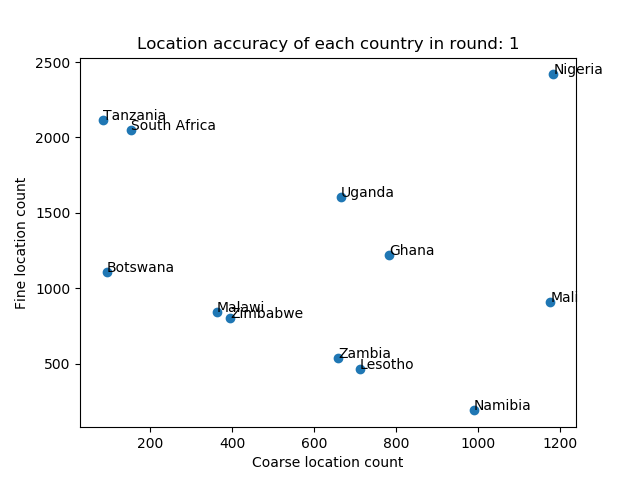 Location accuracy of each country in round: 1
2500
2000
1500
1000
500
Fine location count
Nigeria
Tanzania
South Africa
Uganda
Ghana
Botswana
Mali
Malawi
Zimbabwe
Zambia
Lesotho
Namibia
200 400 600 800 1000 1200
Coarse location count